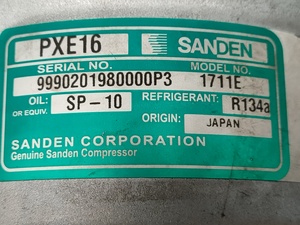 PXE16 SANDEN
SERIAL NO. MODEL NO.
9990201980000P3 1711E
OIL: SP-10 REFRIGERANT: R134a
OR EQUIV.
ORIGIN: JAPAN
SANDEN CORPORATION
Genuine Sanden Compressor